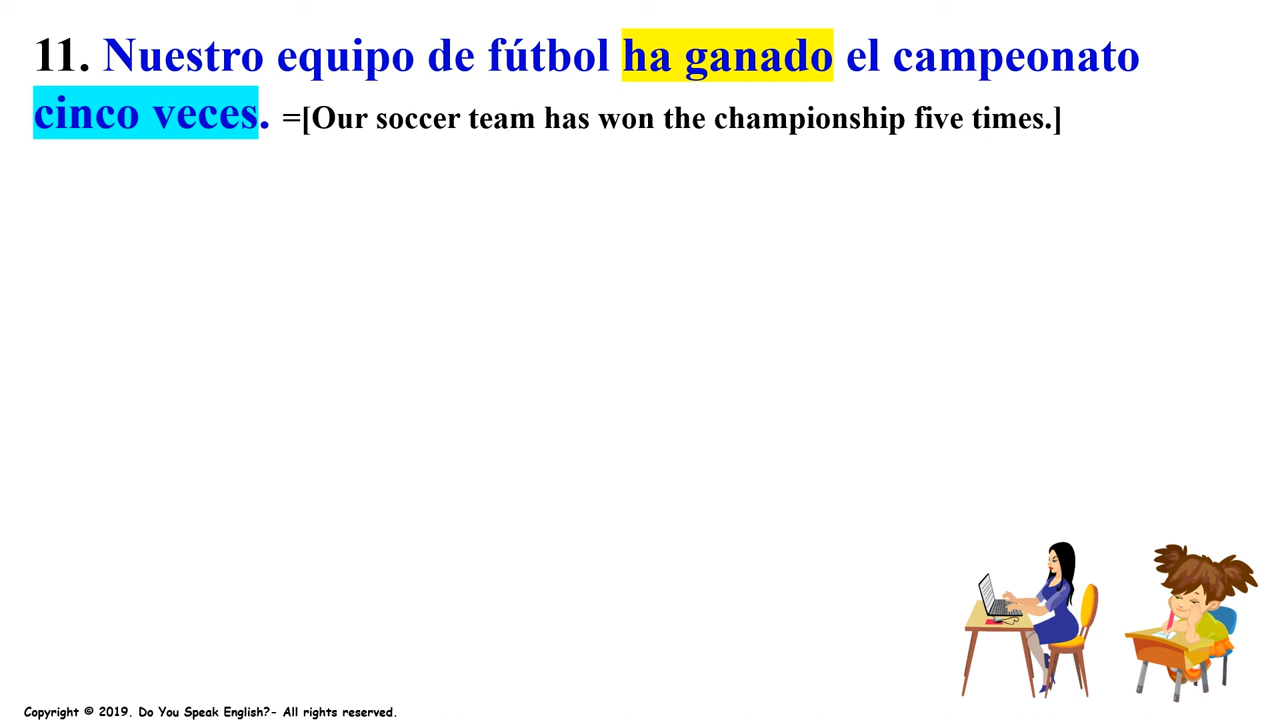 11. Nuestro equipo de fútbol ha ganado el campeonato
cinco veces. =[Our soccer team has won the championship five times.]
Copyright © 2019. Do You Speak English?- All rights reserved.